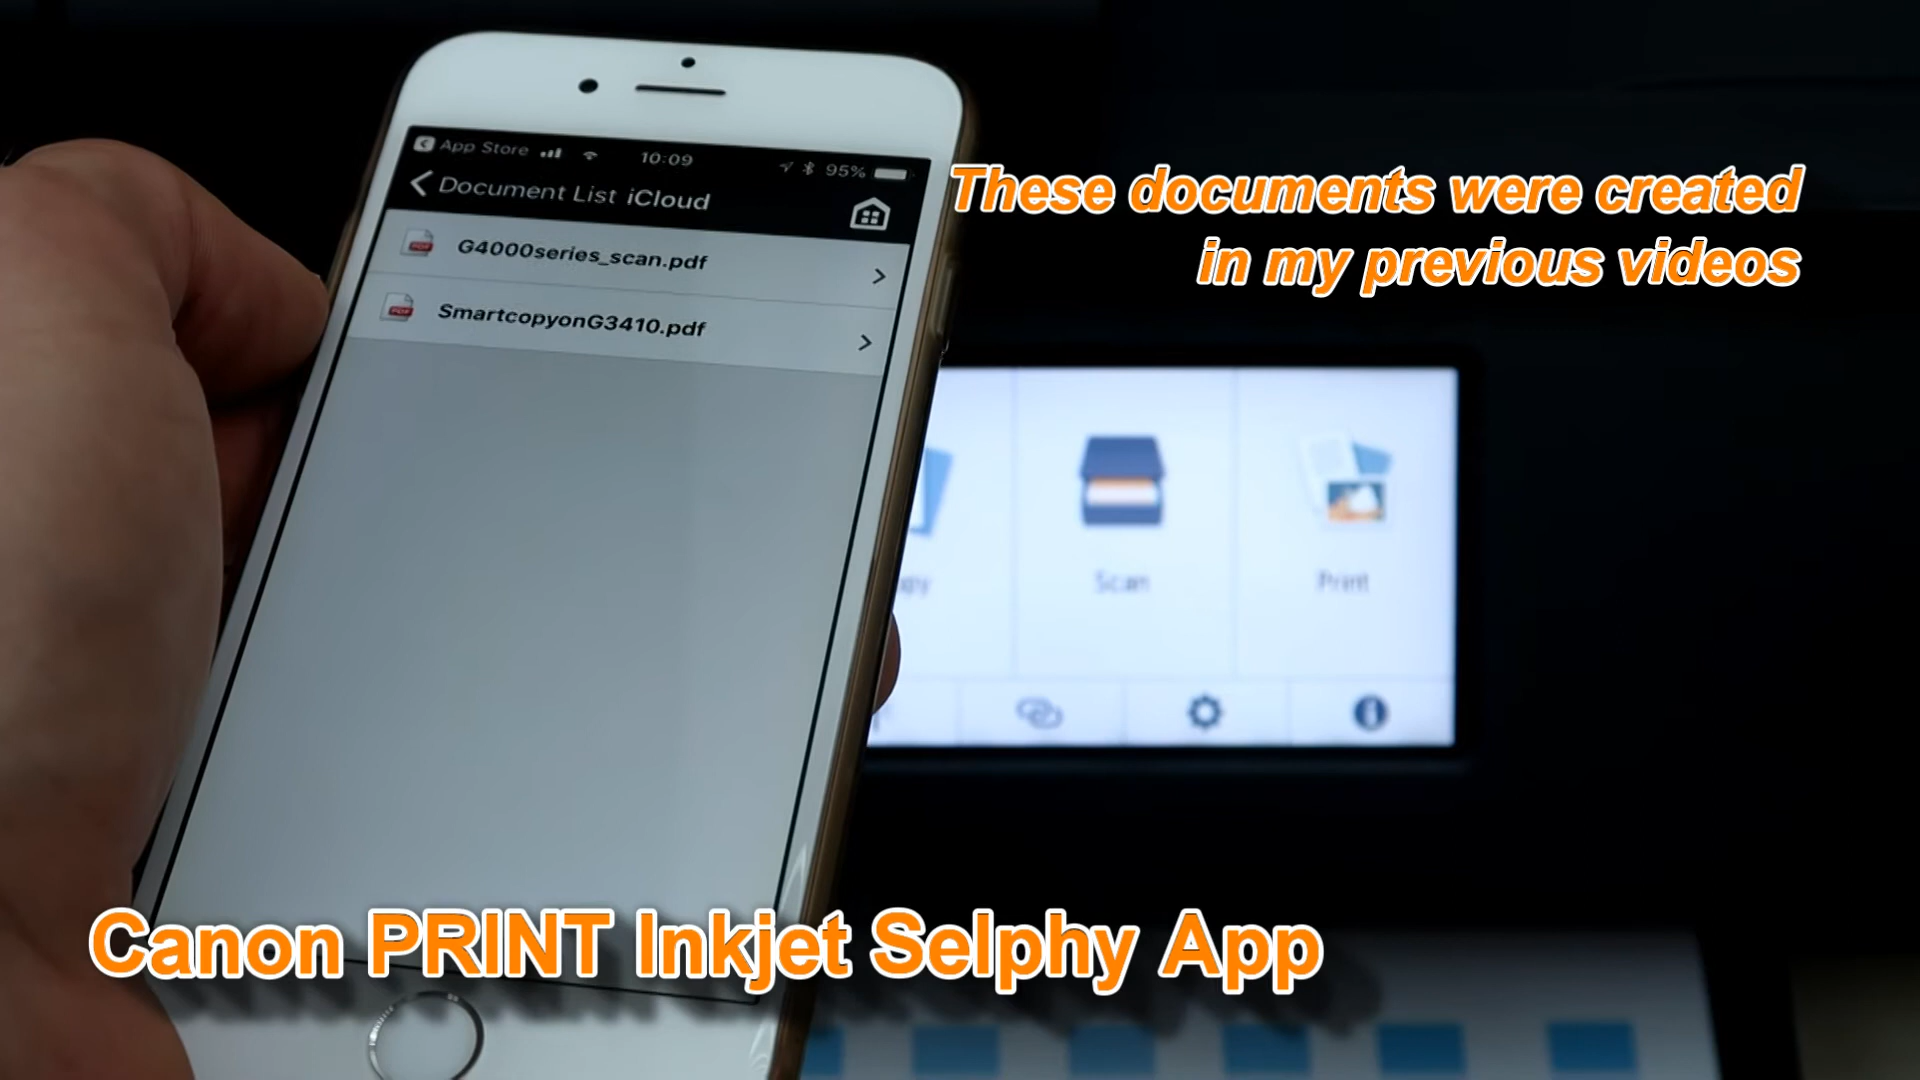 App Store
10:09
95%
Document List iCloud
G4000series_scan.pdf
SmartcopyonG3410.pdf
These documents were created
in my previous videos
Scan
Print
Canon PRINT Inkjet Selphy App